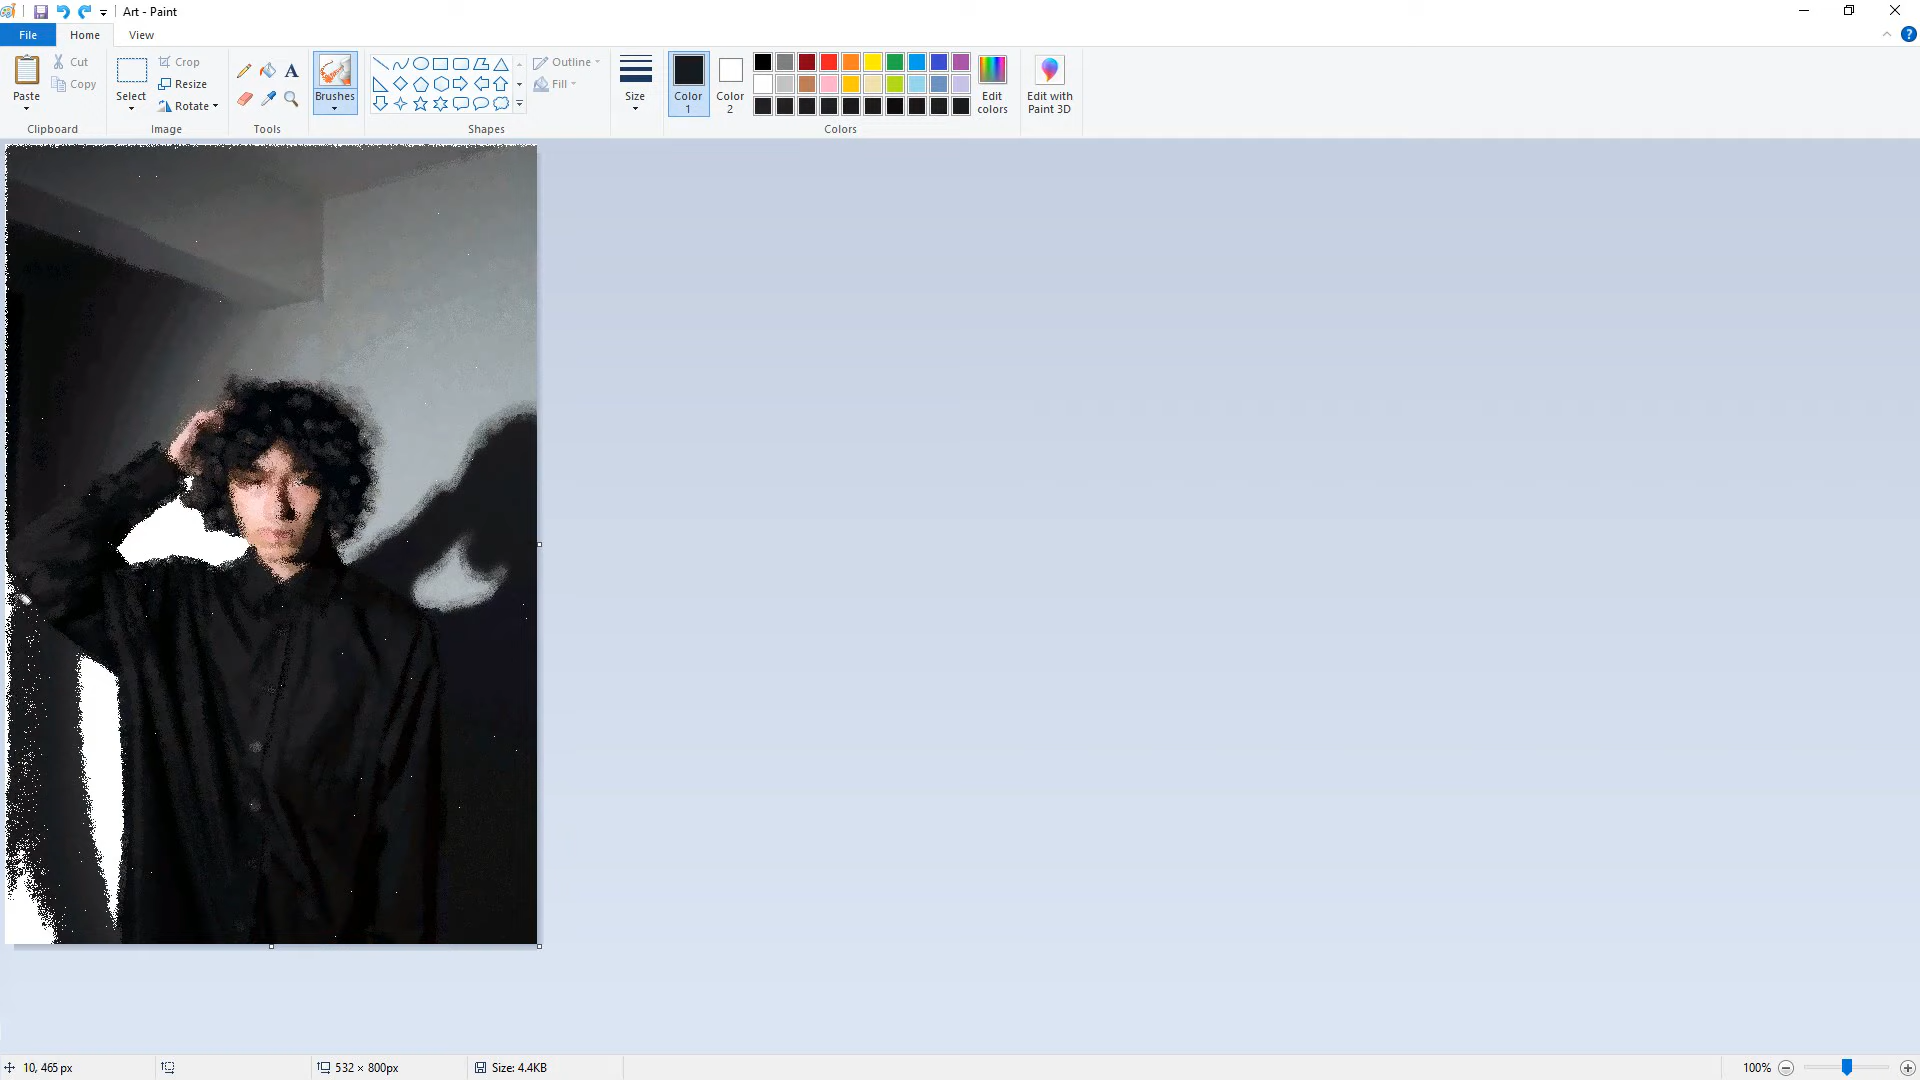 Art - Paint
File Home View
Paste
Cut
Copy
Clipboard
Select
Crop
Resize
Rotate
Image
A
Tools
Brushes
Outline
Fill
Shapes
Size
Color 1
Color 2
Edit colors
Colors
Edit with Paint 3D
?
10, 465px
532 × 800px
Size: 4.4KB
100%